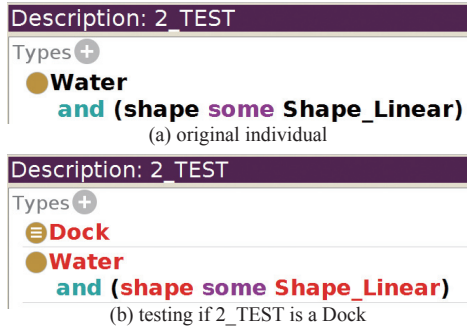 Description: 2_TEST
Types
Water
and (shape some Shape_Linear)
(a) original individual
Description: 2_TEST
Types
Dock
Water
and (shape some Shape_Linear)
(b) testing if 2_TEST is a Dock